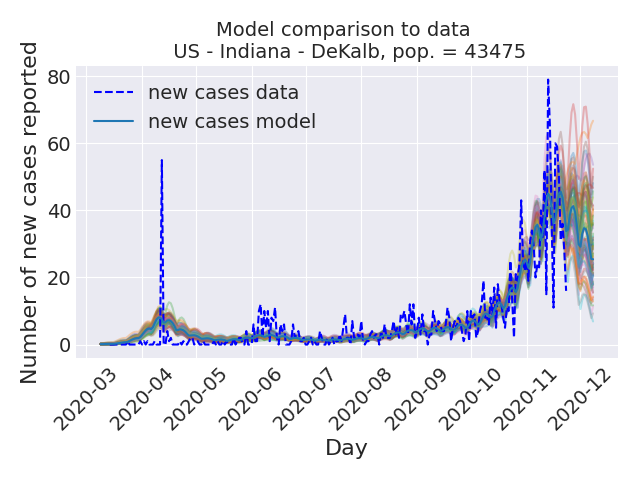 Model comparison to data
US - Indiana - DeKalb, pop. = 43475
Number of new cases reported
80
60
40
20
0
new cases data
new cases model
2020-03
2020-04
2020-05
2020-06
2020-07
2020-08
2020-09
2020-10
2020-11
2020-12
Day